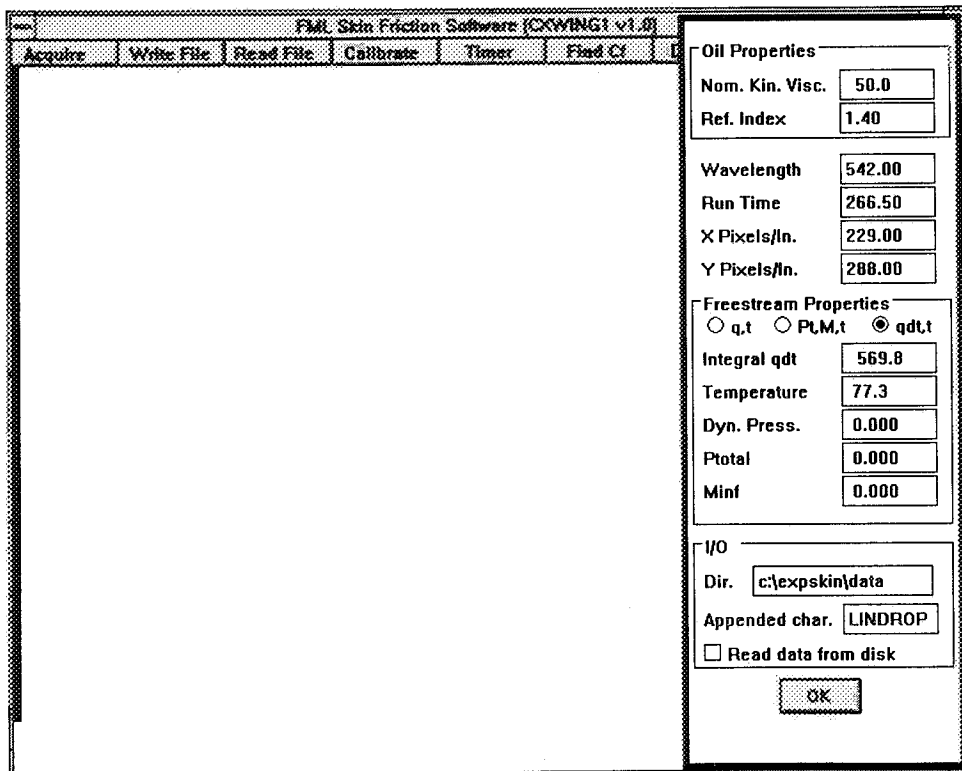 FML Skin Friction Software [CXWING1 v1.0]
Acquire Write File Read File Calibrate Timer Find Cf D
Oil Properties
Nom. Kin. Visc. 50.0
Ref. Index 1.40
Wavelength 542.00
Run Time 266.50
X Pixels/In. 229.00
Y Pixels/In. 288.00
Freestream Properties
q,t Pt,M,t qdt,t
Integral qdt 569.8
Temperature 77.3
Dyn. Press. 0.000
Ptotal 0.000
Minf 0.000
I/O
Dir. c:\expskin\data
Appended char. LINDROP
Read data from disk
OK